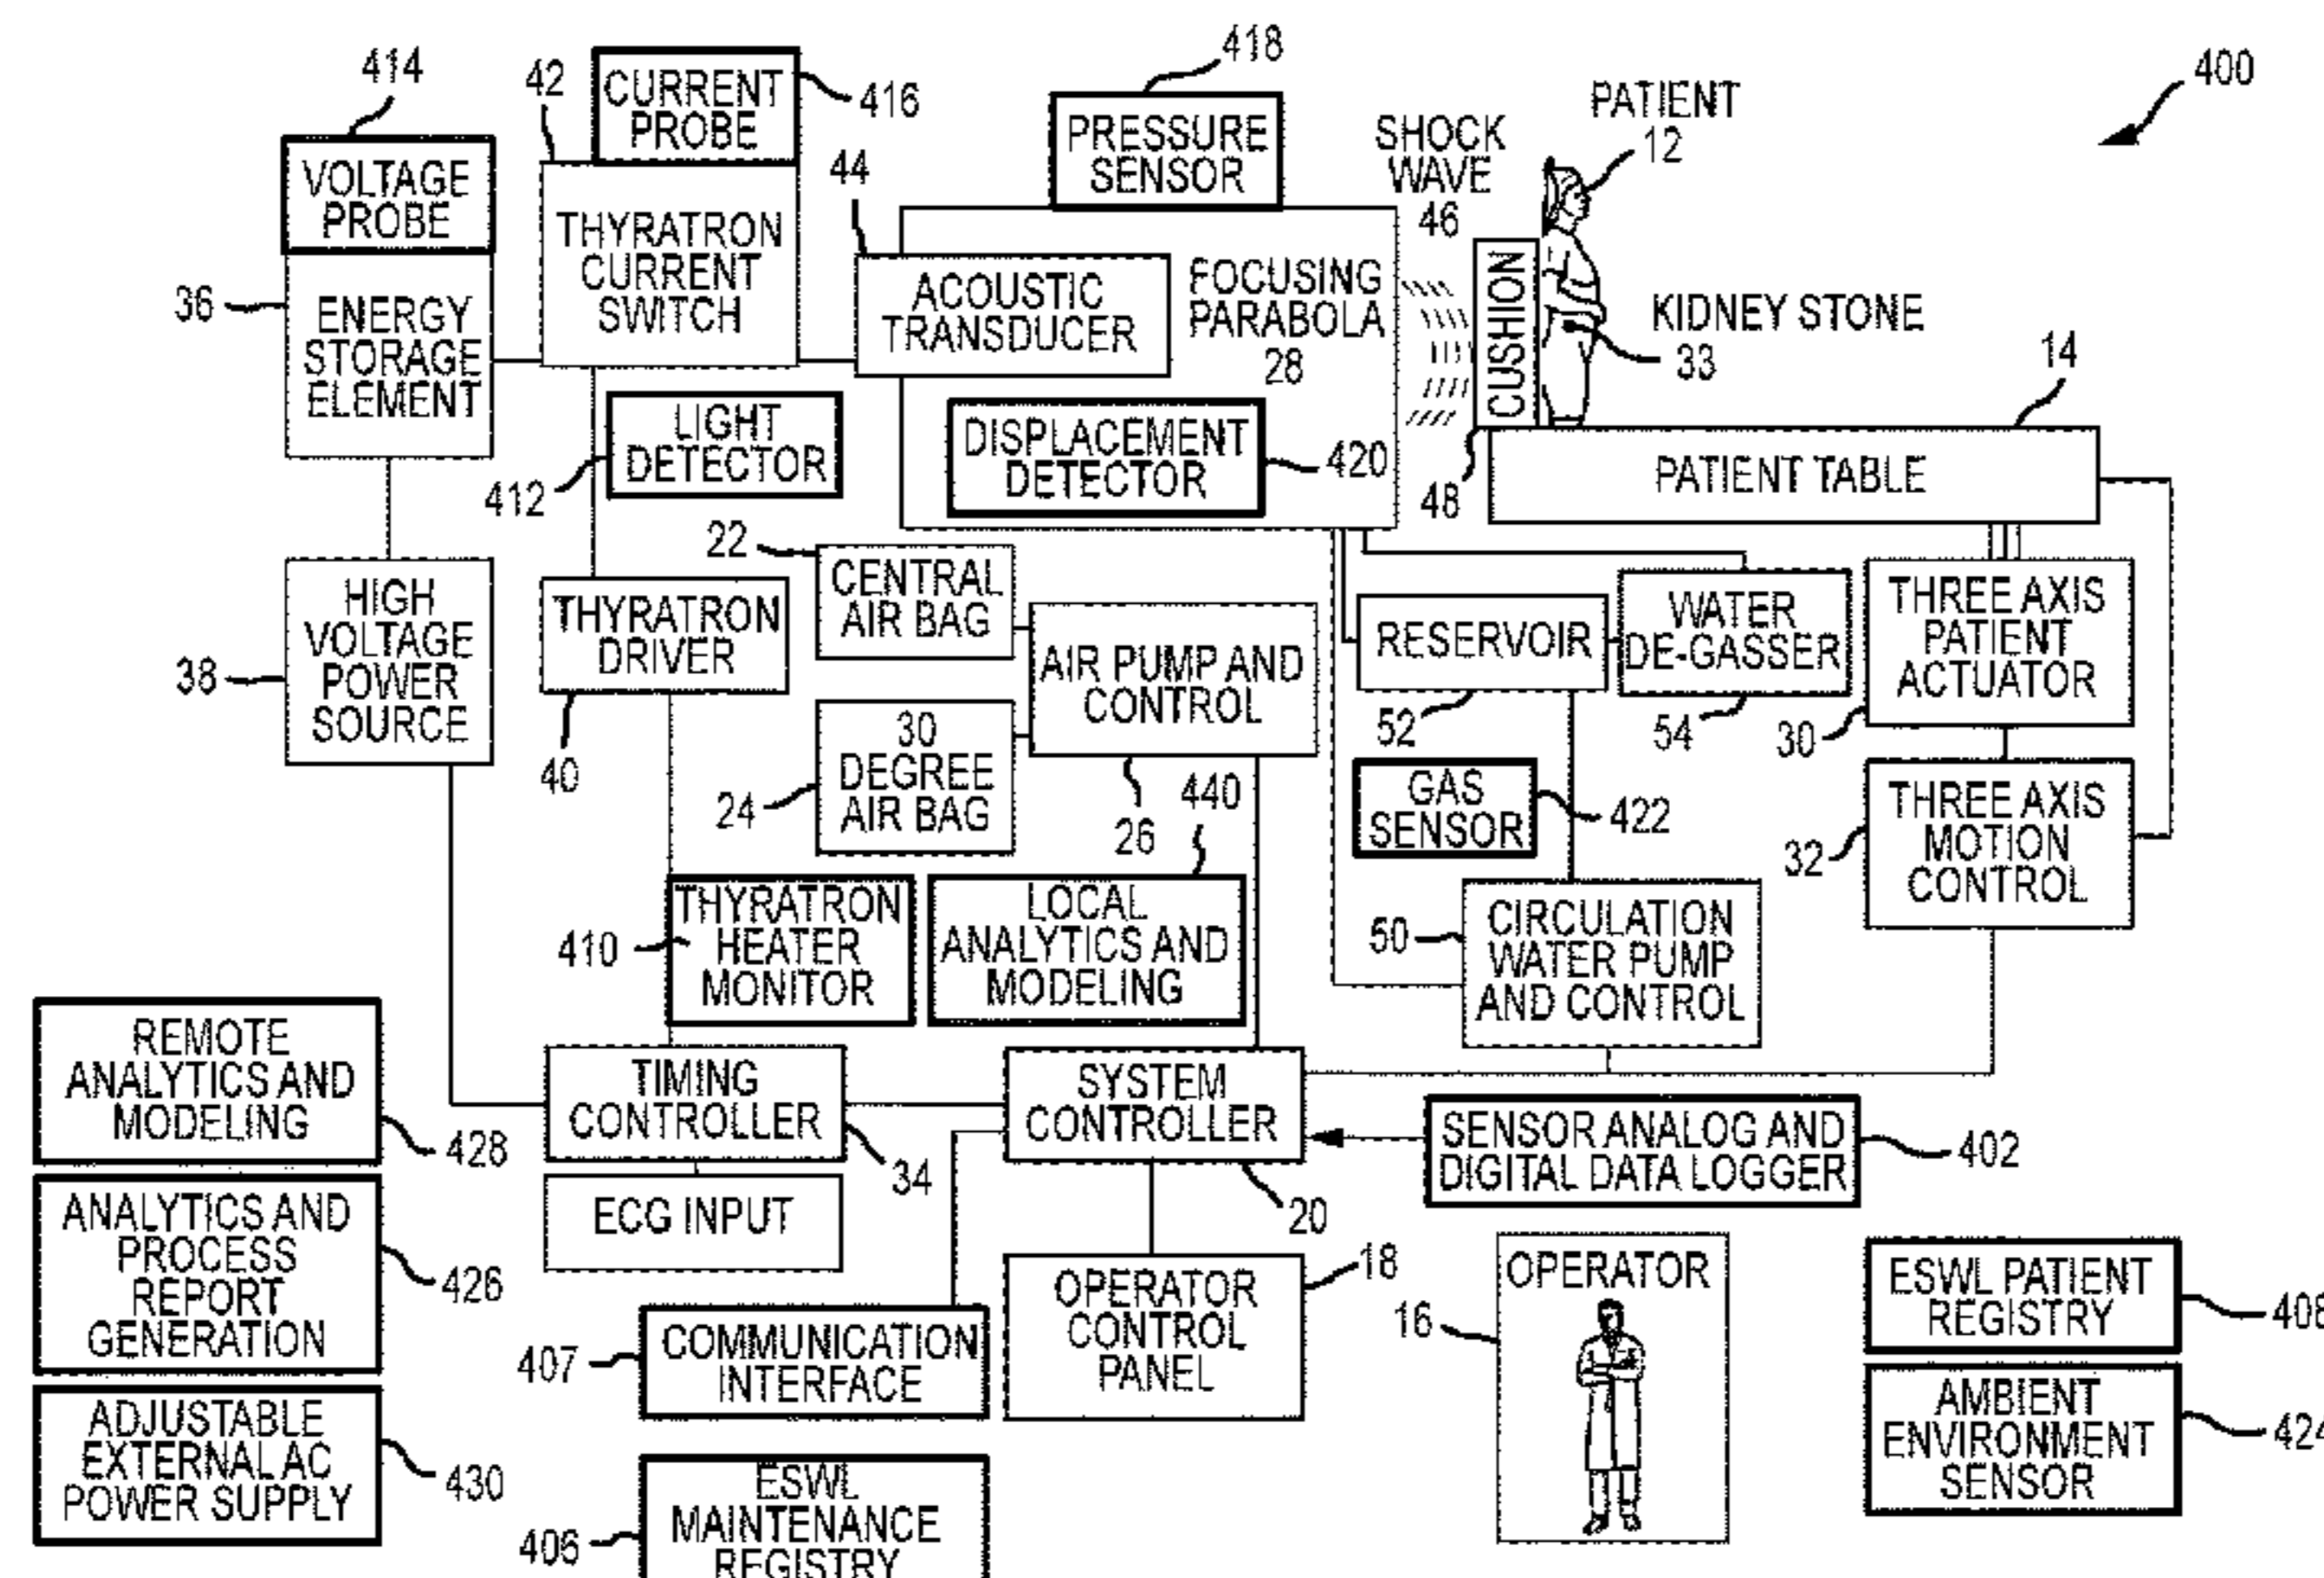 414
VOLTAGE
PROBE
42
CURRENT
PROBE
416
418
PRESSURE
SENSOR
SHOCK
WAVE
46
PATIENT
12
400
36
ENERGY
STORAGE
ELEMENT
THYRATRON
CURRENT
SWITCH
44
ACOUSTIC
TRANSDUCER
FOCUSING
PARABOLA
28
CUSHION
KIDNEY STONE
33
14
LIGHT
DETECTOR
412
DISPLACEMENT
DETECTOR
420
48
PATIENT TABLE
38
HIGH
VOLTAGE
POWER
SOURCE
THYRATRON
DRIVER
40
22
CENTRAL
AIR BAG
30
DEGREE
AIR BAG
24
AIR PUMP AND
CONTROL
26
440
RESERVOIR
52
WATER
DE-GASSER
54
THREE AXIS
PATIENT
ACTUATOR
30
GAS
SENSOR
422
THREE AXIS
MOTION
CONTROL
32
THYRATRON
HEATER
MONITOR
410
LOCAL
ANALYTICS AND
MODELING
50
CIRCULATION
WATER PUMP
AND CONTROL
REMOTE
ANALYTICS AND
MODELING
428
TIMING
CONTROLLER
34
SYSTEM
CONTROLLER
20
SENSOR ANALOG AND
DIGITAL DATA LOGGER
402
ANALYTICS AND
PROCESS
REPORT
GENERATION
426
ECG INPUT
407
COMMUNICATION
INTERFACE
OPERATOR
CONTROL
PANEL
18
OPERATOR
16
ESWL PATIENT
REGISTRY
408
AMBIENT
ENVIRONMENT
SENSOR
424
ADJUSTABLE
EXTERNAL AC
POWER SUPPLY
430
406
ESWL
MAINTENANCE
REGISTRY